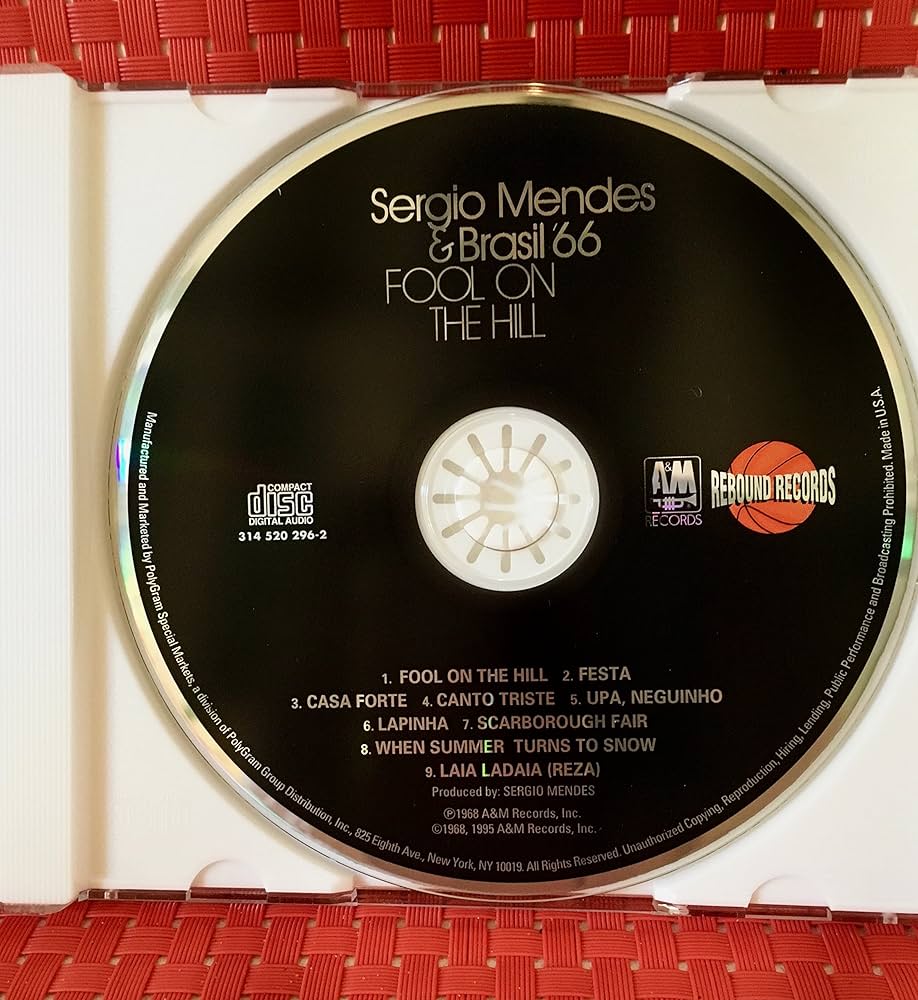 Sergio Mendes
& Brasil '66
FOOL ON
THE HILL
COMPACT
disc
DIGITAL AUDIO
314 520 296-2
A&M
RECORDS
REBOUND RECORDS
1. FOOL ON THE HILL 2. FESTA
3. CASA FORTE 4. CANTO TRISTE 5. UPA, NEGUINHO
6. LAPINHA 7. SCARBOROUGH FAIR
8. WHEN SUMMER TURNS TO SNOW
9. LAIA LADAIA (REZA)
Produced by: SERGIO MENDES
℗1968 A&M Records, Inc.
©1968, 1995 A&M Records, Inc.
Manufactured and Marketed by PolyGram Special Markets, a division of PolyGram Group Distribution, Inc., 825 Eighth Ave., New York, NY 10019. All Rights Reserved. Unauthorized Copying, Reproduction, Hiring, Lending, Public Performance and Broadcasting Prohibited. Made in U.S.A.